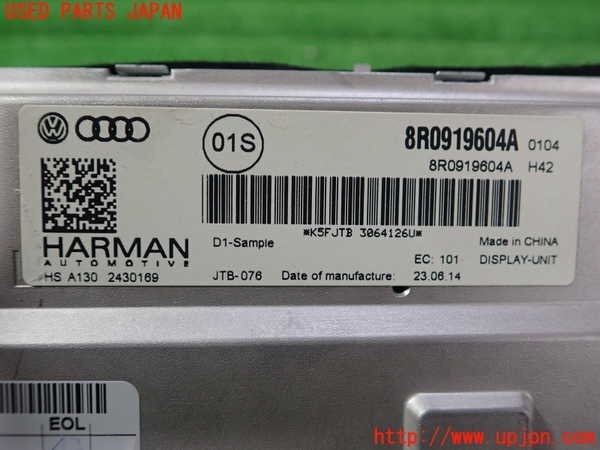 USED PARTS JAPAN
01S
8R0919604A 0104
8R0919604A H42
HARMAN
AUTOMOTIVE
D1-Sample
*K5FJTB 3064126U*
Made in CHINA
EC: 101 DISPLAY-UNIT
HS A130 2430169 JTB-076 Date of manufacture: 23.06.14
EOL
UPJ
http://www.upjpn.com/